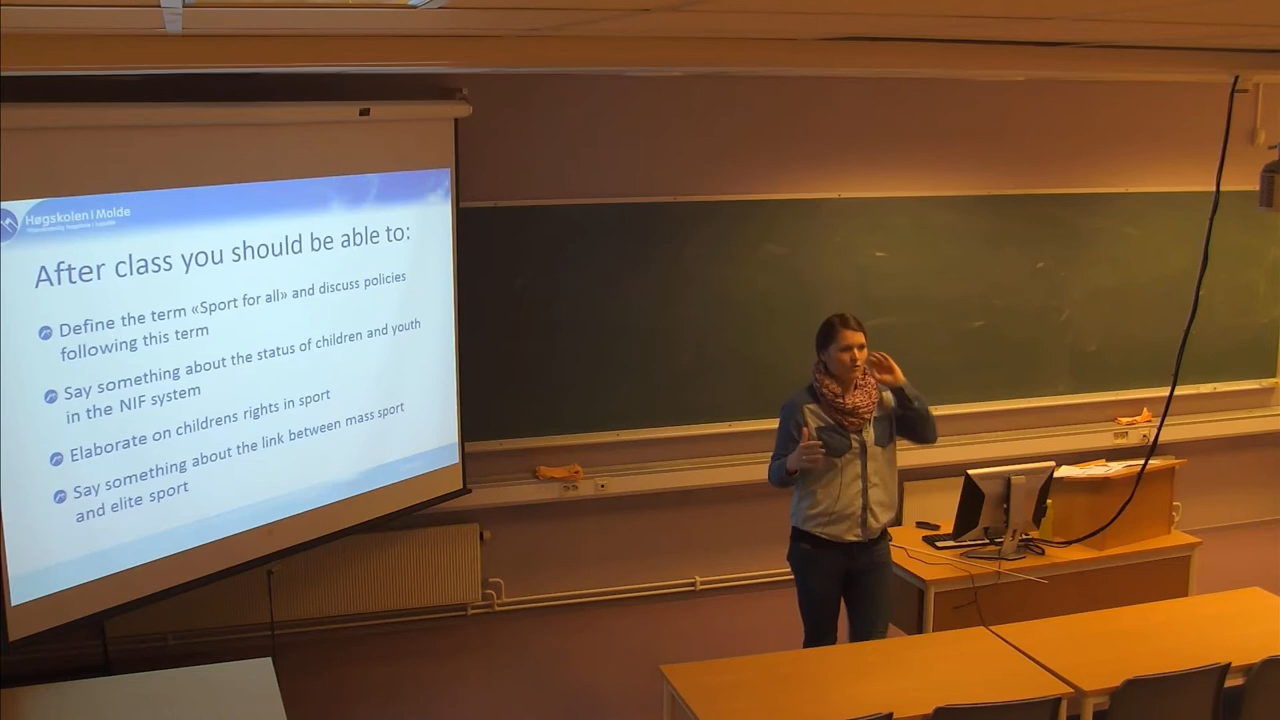 Høgskolen i Molde
After class you should be able to:
Define the term «Sport for all» and discuss policies
following this term
Say something about the status of children and youth
in the NIF system
Elaborate on childrens rights in sport
Say something about the link between mass sport
and elite sport